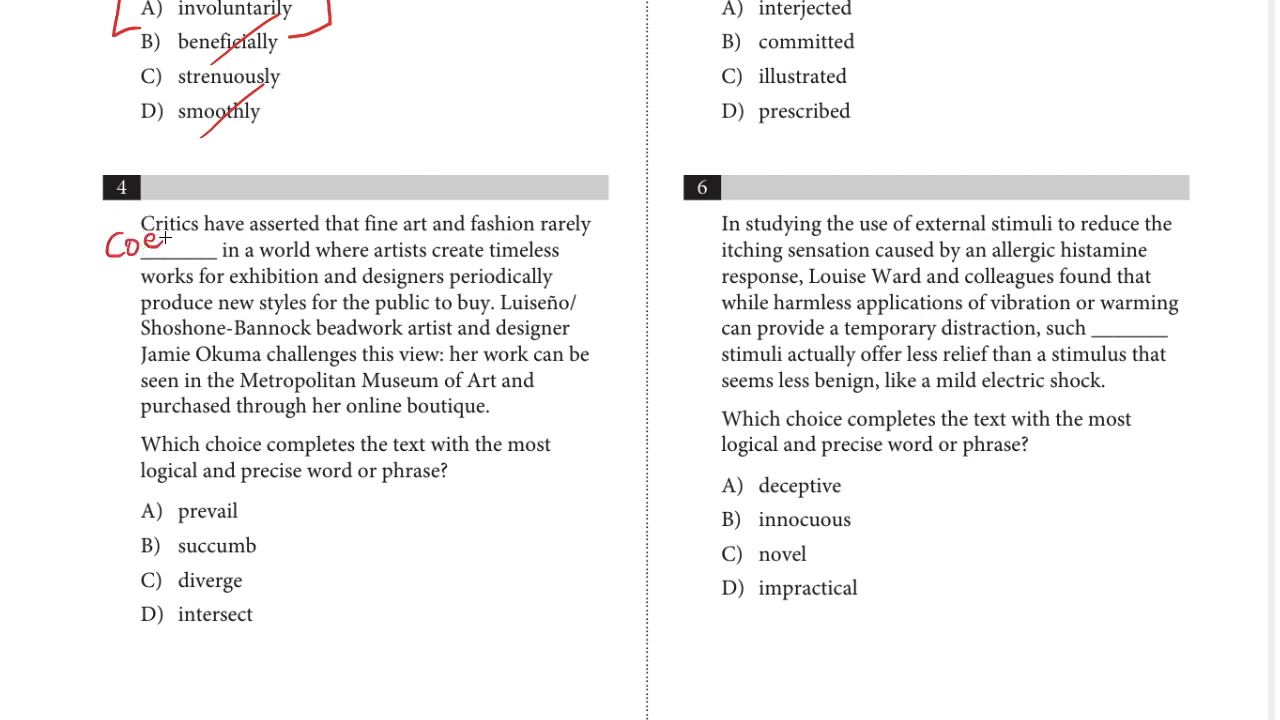 A) involuntarily
B) beneficially
C) strenuously
D) smoothly
4
Critics have asserted that fine art and fashion rarely
Coe _______ in a world where artists create timeless
works for exhibition and designers periodically
produce new styles for the public to buy. Luiseño/
Shoshone-Bannock beadwork artist and designer
Jamie Okuma challenges this view: her work can be
seen in the Metropolitan Museum of Art and
purchased through her online boutique.
Which choice completes the text with the most
logical and precise word or phrase?
A) prevail
B) succumb
C) diverge
D) intersect
A) interjected
B) committed
C) illustrated
D) prescribed
6
In studying the use of external stimuli to reduce the
itching sensation caused by an allergic histamine
response, Louise Ward and colleagues found that
while harmless applications of vibration or warming
can provide a temporary distraction, such _______
stimuli actually offer less relief than a stimulus that
seems less benign, like a mild electric shock.
Which choice completes the text with the most
logical and precise word or phrase?
A) deceptive
B) innocuous
C) novel
D) impractical